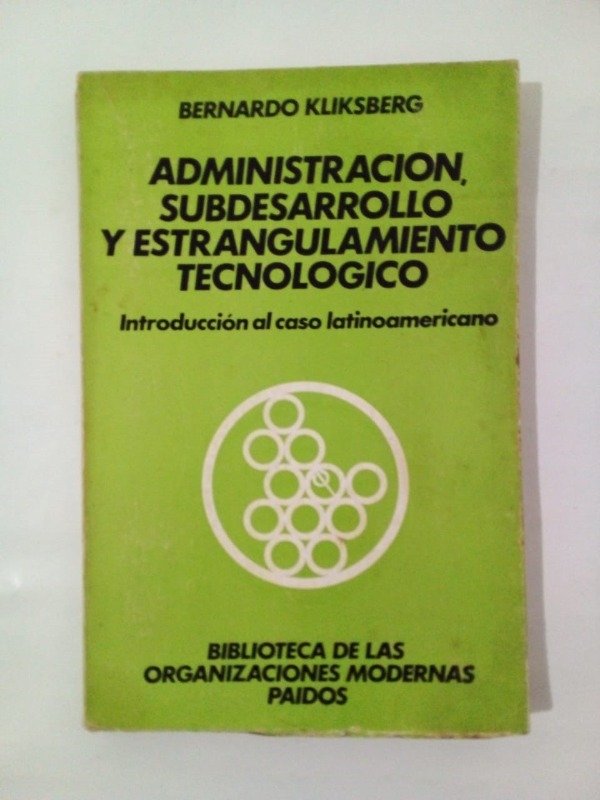 BERNARDO KLIKSBERG
ADMINISTRACION,
SUBDESARROLLO
Y ESTRANGULAMIENTO
TECNOLOGICO
Introducción al caso latinoamericano
BIBLIOTECA DE LAS
ORGANIZACIONES MODERNAS
PAIDOS